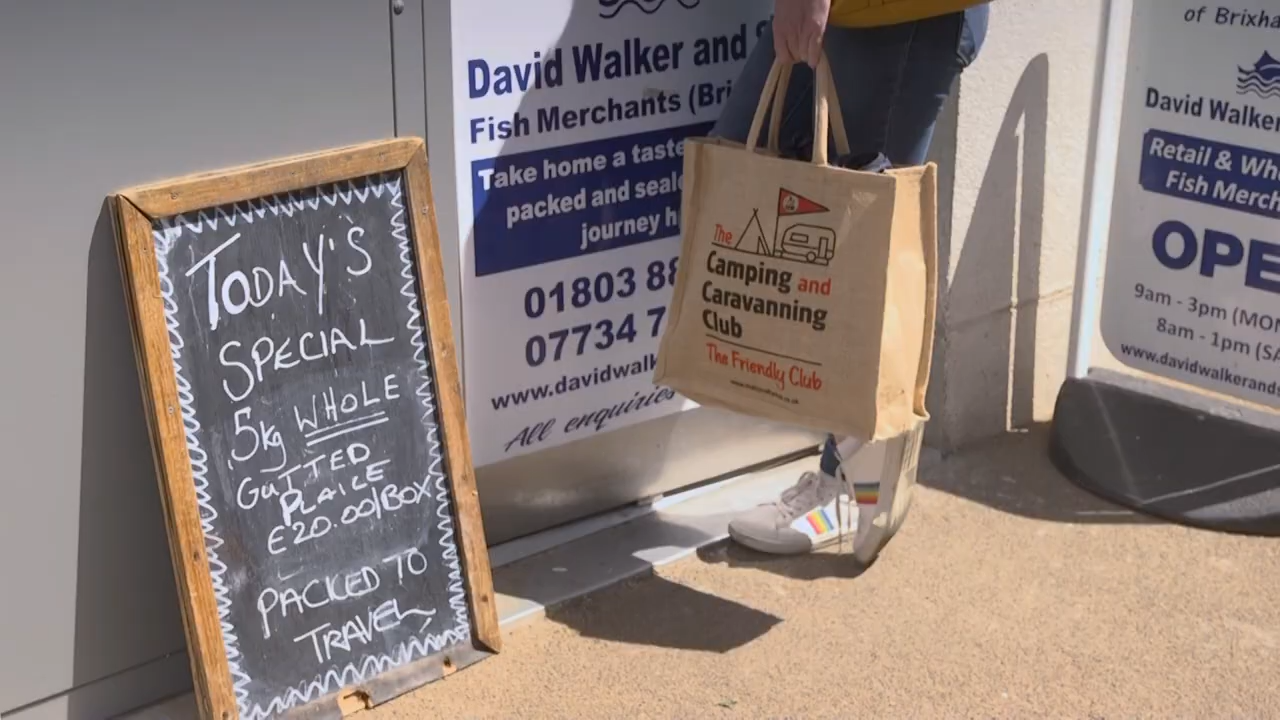 TODAY'S
SPECIAL
5kg WHOLE
GUTTED
PLAICE
£20.00/BOX
PACKED TO
TRAVEL
David Walker and
Fish Merchants (Bri
Take home a taste
packed and seale
journey h
01803 88
07734 7
www.davidwalk
All enquiries
The
Camping and
Caravanning
Club
The Friendly Club
of Brixha
David Walker
Retail & Who
Fish Merch
OPE
9am - 3pm (MON
8am - 1pm (SA
www.davidwalkerands